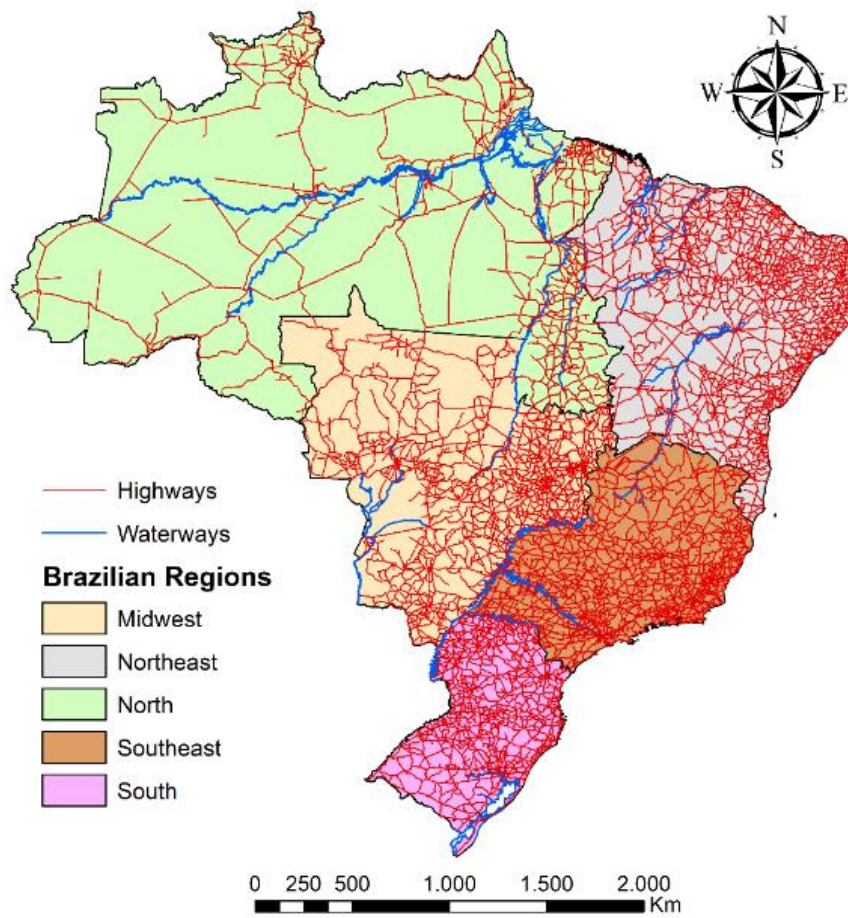 N
W E
S
Highways
Waterways
Brazilian Regions
Midwest
Northeast
North
Southeast
South
0 250 500 1.000 1.500 2.000
Km